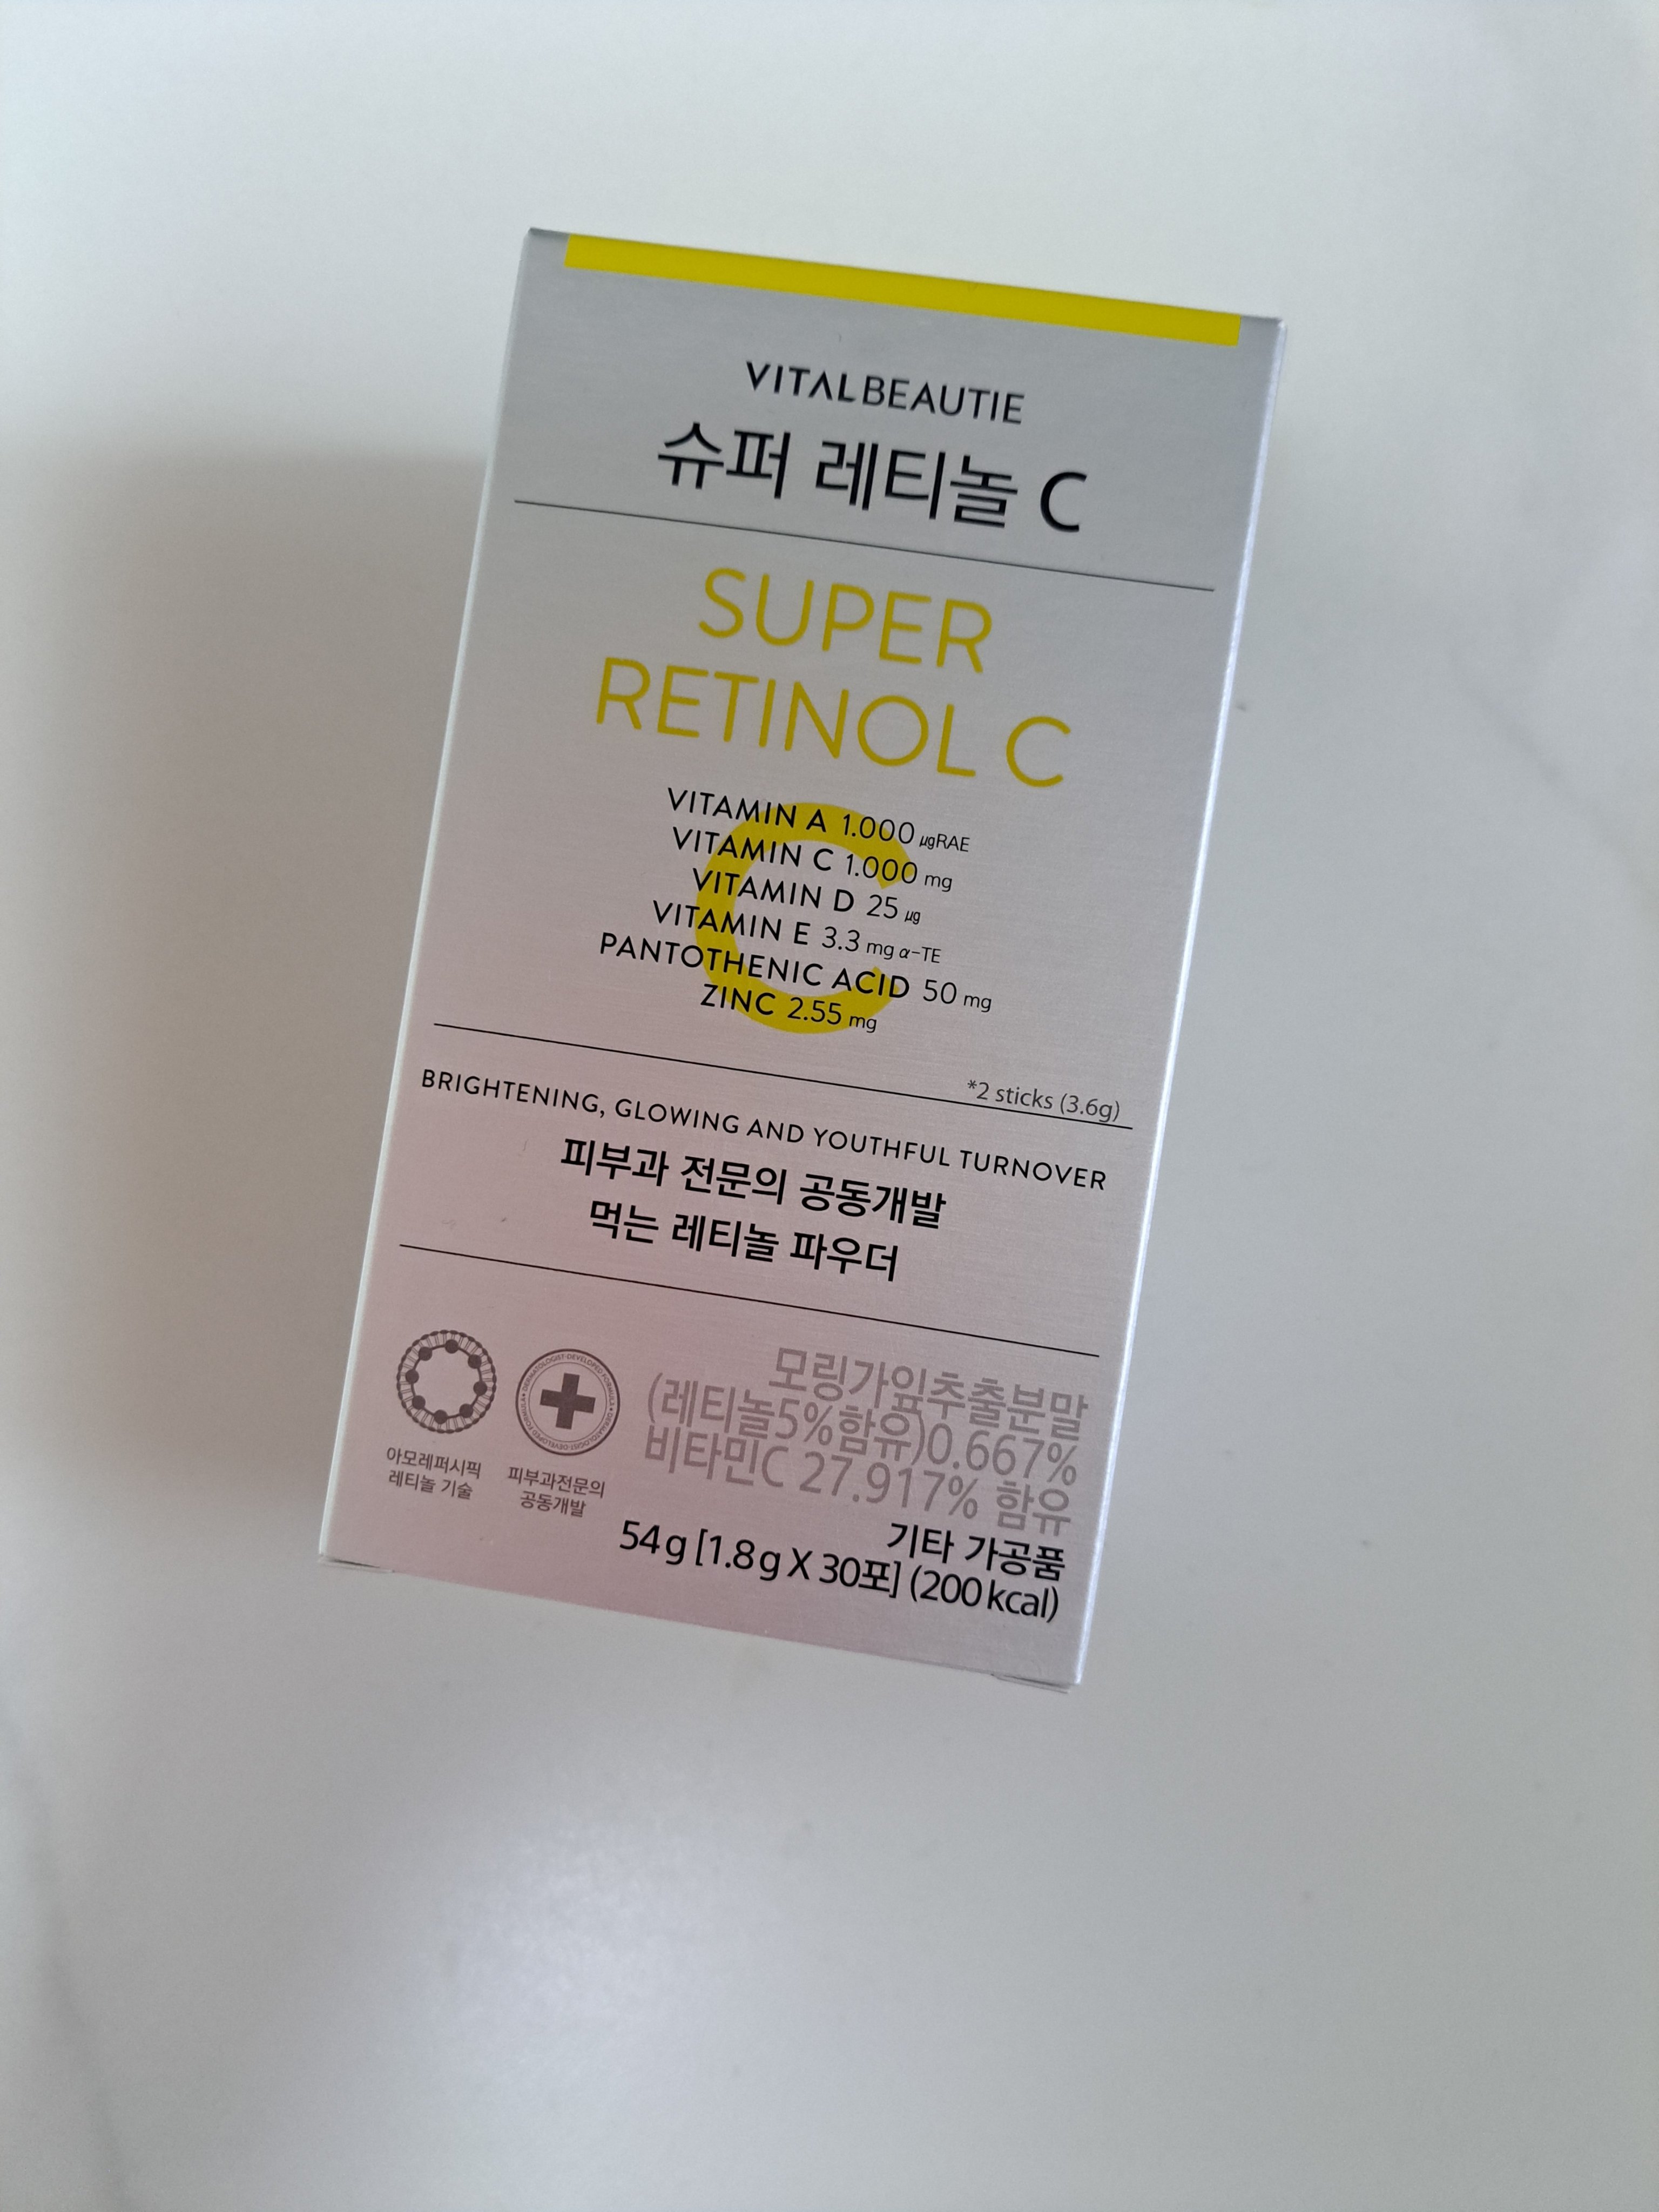 VITALBEAUTIE
슈퍼 레티놀 C
SUPER
RETINOL C
VITAMIN A 1.000 μgRAE
VITAMIN C 1.000 mg
VITAMIN D 25 μg
VITAMIN E 3.3 mg α-TE
PANTOTHENIC ACID 50 mg
ZINC 2.55 mg
*2 sticks (3.6g)
BRIGHTENING, GLOWING AND YOUTHFUL TURNOVER
피부과 전문의 공동개발
먹는 레티놀 파우더
아모레퍼시픽
레티놀 기술
DERMATOLOGIST-DEVELOPED FORMULA • DERMATOLOGIST-DEVELOPED FORMULA •
피부과전문의
공동개발
모링가잎추출분말
(레티놀5%함유)0.667%
비타민C 27.917% 함유
기타 가공품
54g [1.8g X 30포] (200kcal)